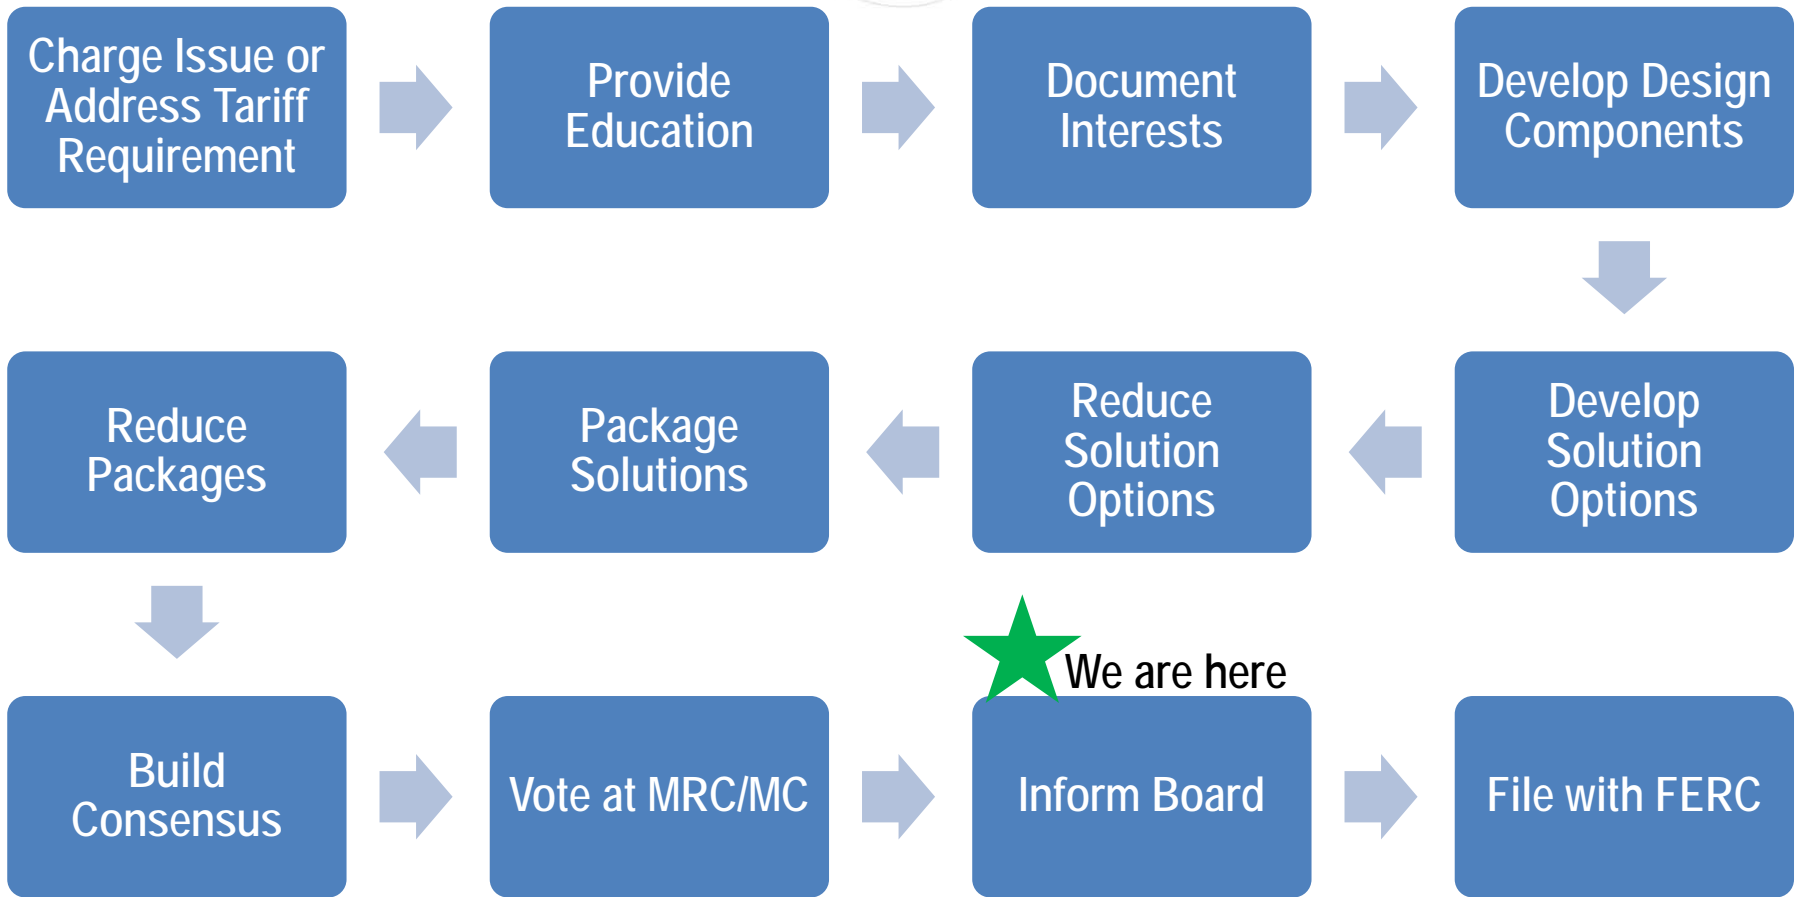 Charge Issue or
Address Tariff
Requirement
Provide
Education
Document
Interests
Develop Design
Components
Develop
Solution
Options
Reduce
Solution
Options
Package
Solutions
Reduce
Packages
Build
Consensus
Vote at MRC/MC
We are here
Inform Board
File with FERC